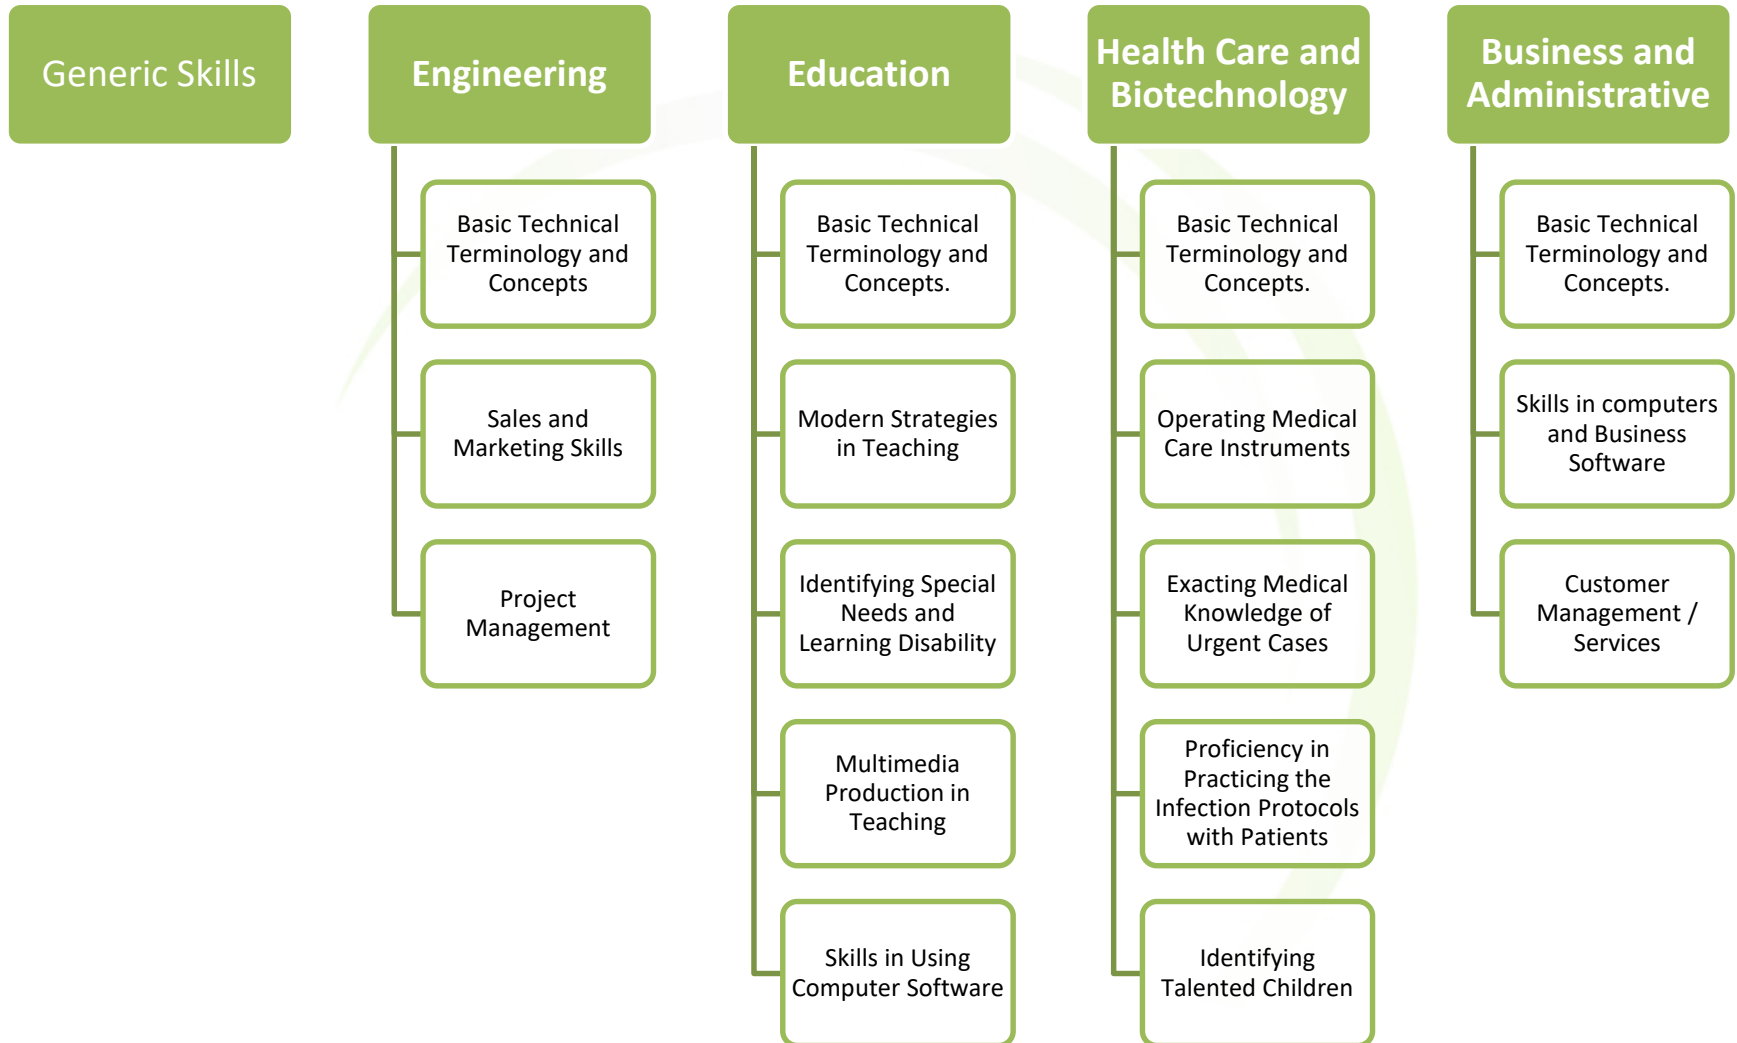 Generic Skills
Engineering
Basic Technical
Terminology and
Concepts
Sales and
Marketing Skills
Project
Management
Education
Basic Technical
Terminology and
Concepts.
Modern Strategies
in Teaching
Identifying Special
Needs and
Learning Disability
Multimedia
Production in
Teaching
Skills in Using
Computer Software
Health Care and
Biotechnology
Basic Technical
Terminology and
Concepts.
Operating Medical
Care Instruments
Exacting Medical
Knowledge of
Urgent Cases
Proficiency in
Practicing the
Infection Protocols
with Patients
Identifying
Talented Children
Business and
Administrative
Basic Technical
Terminology and
Concepts.
Skills in computers
and Business
Software
Customer
Management /
Services